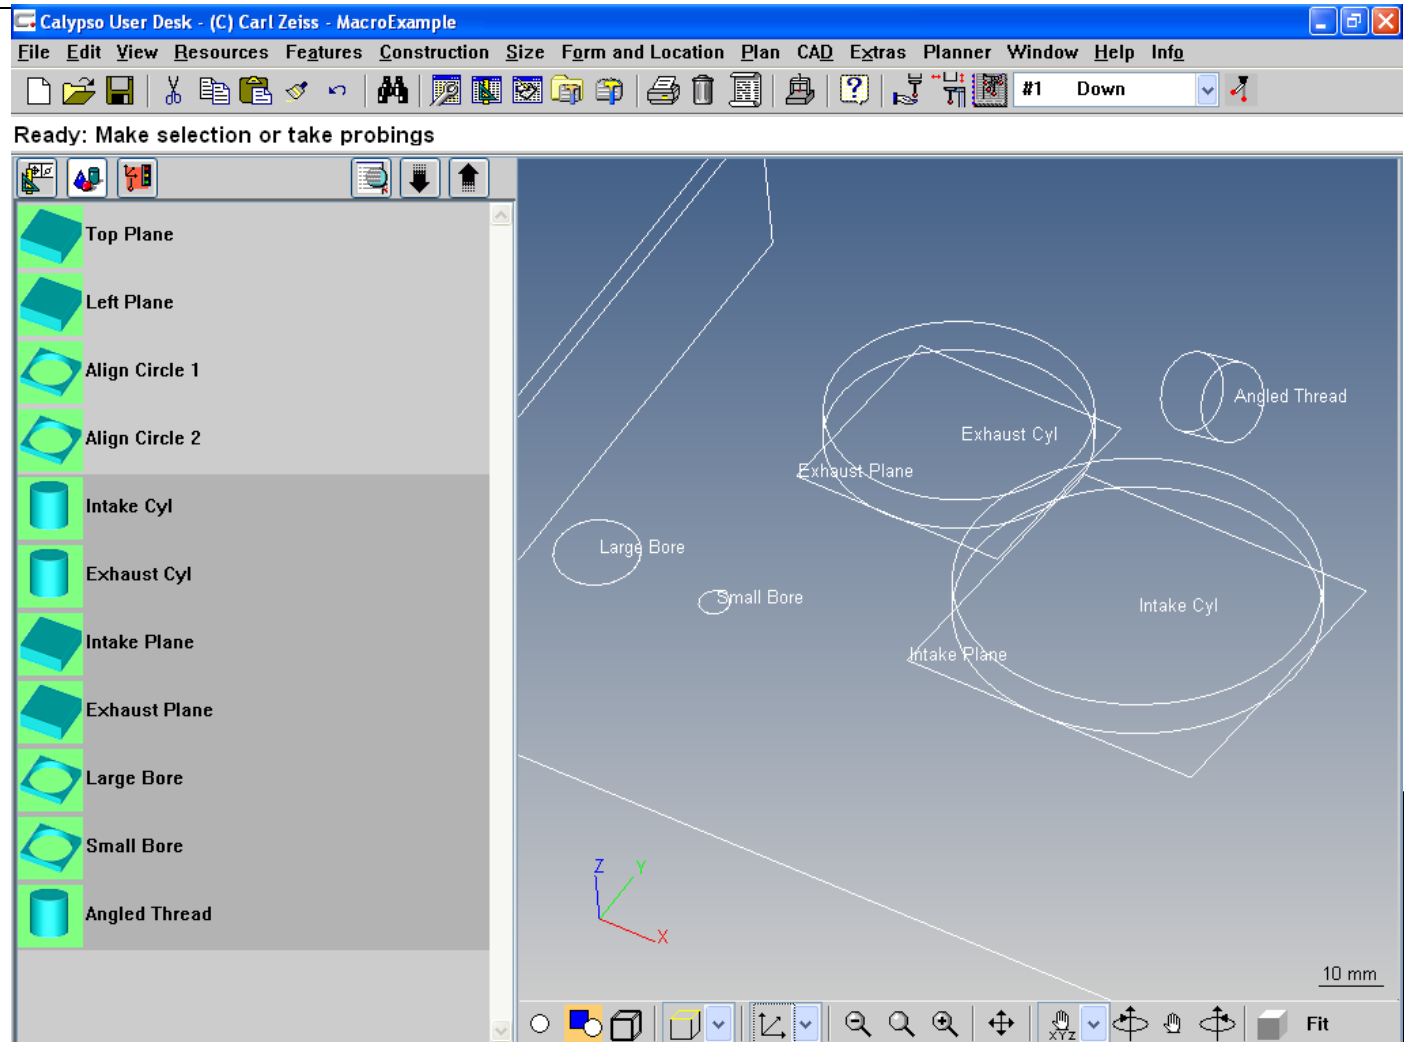 Calypso User Desk - (C) Carl Zeiss - MacroExample
File Edit View Resources Features Construction Size Form and Location Plan CAD Extras Planner Window Help Info
#1 Down
Ready: Make selection or take probings
Top Plane
Left Plane
Align Circle 1
Align Circle 2
Intake Cyl
Exhaust Cyl
Intake Plane
Exhaust Plane
Large Bore
Small Bore
Angled Thread
Angled Thread
Exhaust Cyl
Exhaust Plane
Large Bore
Small Bore
Intake Cyl
Intake Plane
Z
Y
X
10 mm
XYZ
Fit